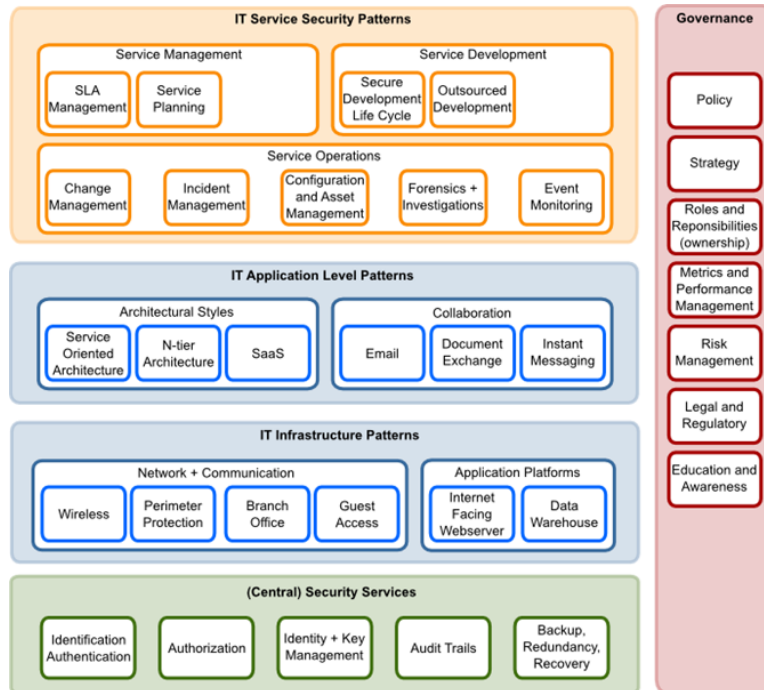 IT Service Security Patterns
Service Management
SLA
Management
Service
Planning
Service Development
Secure
Development
Life Cycle
Outsourced
Development
Service Operations
Change
Management
Incident
Management
Configuration
and Asset
Management
Forensics +
Investigations
Event
Monitoring
IT Application Level Patterns
Architectural Styles
Service
Oriented
Architecture
N-tier
Architecture
SaaS
Collaboration
Email
Document
Exchange
Instant
Messaging
IT Infrastructure Patterns
Network + Communication
Wireless
Perimeter
Protection
Branch
Office
Guest
Access
Application Platforms
Internet
Facing
Webserver
Data
Warehouse
(Central) Security Services
Identification
Authentication
Authorization
Identity + Key
Management
Audit Trails
Backup,
Redundancy,
Recovery
Governance
Policy
Strategy
Roles and
Reponsibilities
(ownership)
Metrics and
Performance
Management
Risk
Management
Legal and
Regulatory
Education and
Awareness